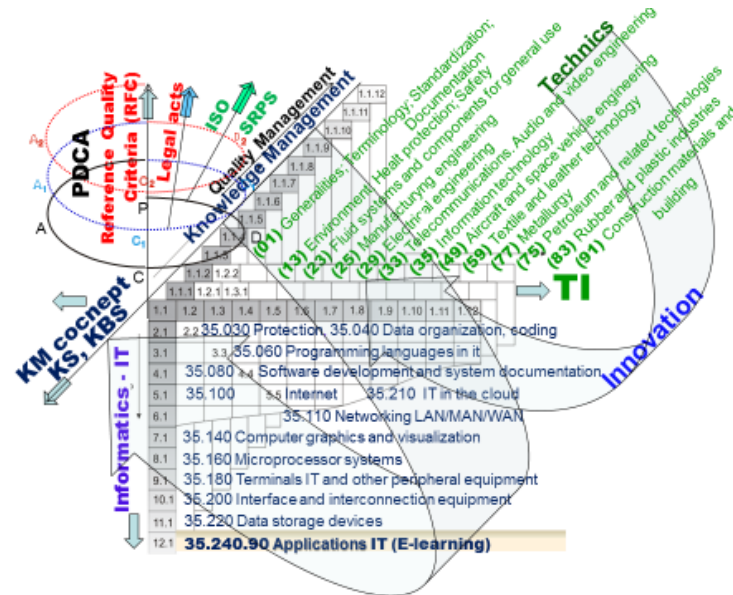 Technics
(01) Generalities, Terminology; Standardization;
Documentation
(13) Environment. Healt protection; Safety
(23) Fluid systems and components for general use
(25) Manufacturyng engineering
(29) Electrical engineering
(33) Telecommunications. Audio and video engineering
(35) Information technology
(49) Aircraft and space vehicle engineering
(59) Textile and leather technology
(77) Metallurgy
(75) Petroleum and related technologies
(83) Rubber and plastic industries
(91) Construction materials and
building
TI
Innovation
PDCA
Reference Quality
Criteria (RFC)
Legal acts
ISO
SRPS
Quality Management
Knowledge Management
A₂
A₁
A
P
D
C
C₁
KM cocnept
KS, KBS
Informatics - IT
1.1.12
1.1.10
1.1.9
1.1.8
1.1.7
1.1.6
1.1.5
1.1.3
1.1.2 1.2.2
1.1.1 1.2.1 1.3.1
1.1 1.2 1.3 1.4 1.5 1.6 1.7 1.8 1.9 1.10 1.11 1.12
2.1 2.2 35.030 Protection, 35.040 Data organization, coding
3.1 3.3 35.060 Programming languages in it
4.1 35.080 4.4 Software development and system documentation
5.1 35.100 5.5 Internet 35.210 IT in the cloud
6.1 35.110 Networking LAN/MAN/WAN
7.1 35.140 Computer graphics and visualization
8.1 35.160 Microprocessor systems
9.1 35.180 Terminals IT and other peripheral equipment
10.1 35.200 Interface and interconnection equipment
11.1 35.220 Data storage devices
12.1 35.240.90 Applications IT (E-learning)